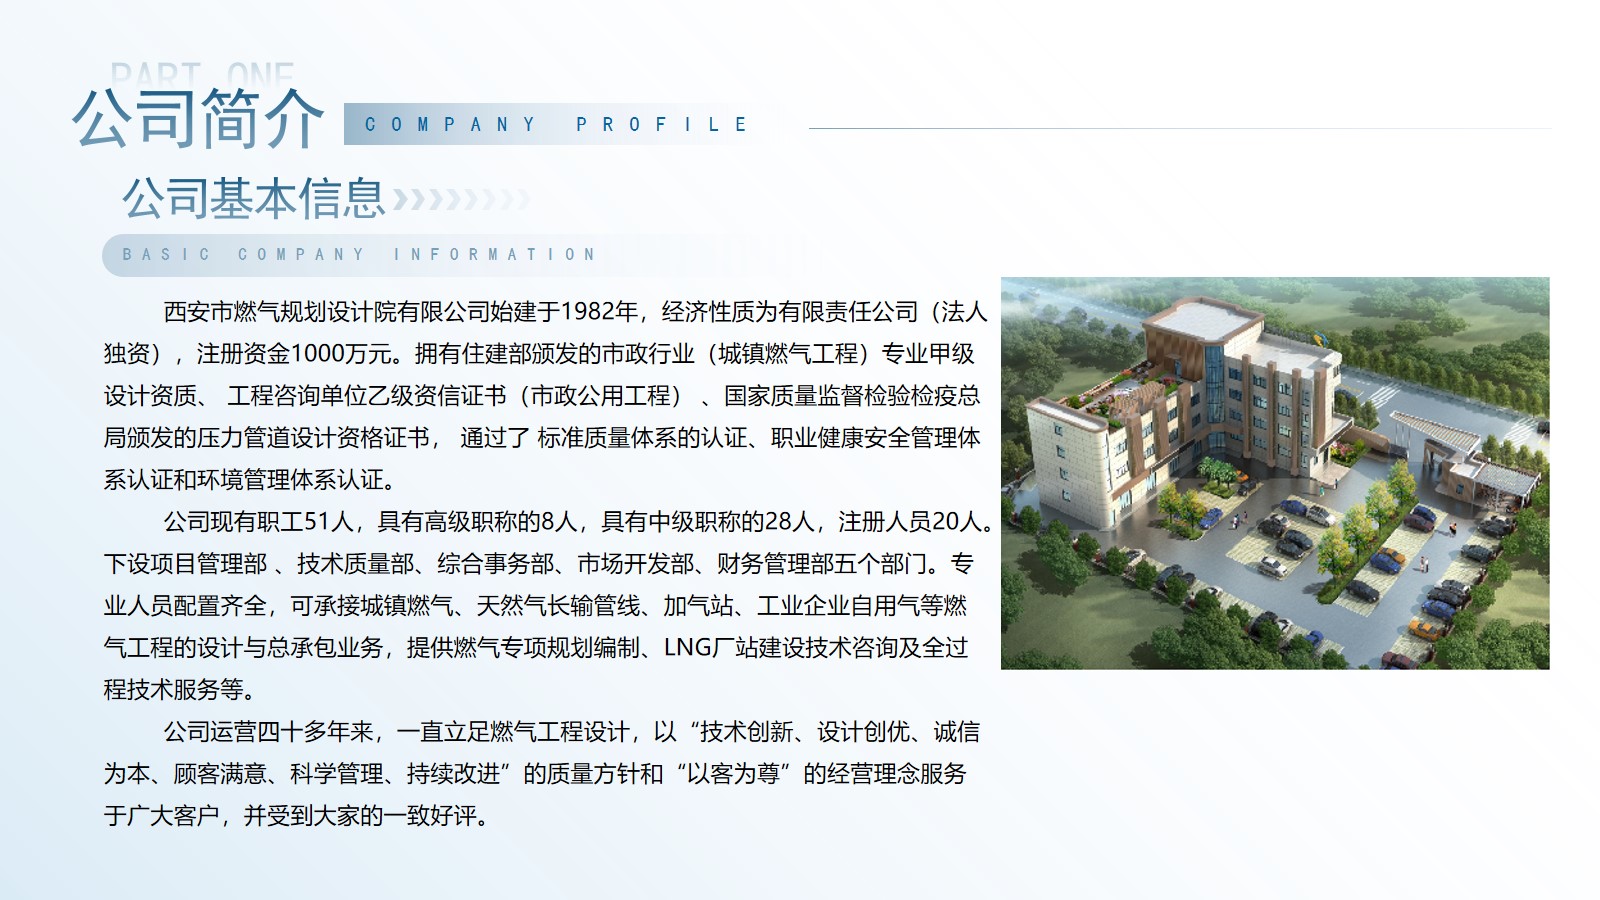 PART ONE
公司简介
COMPANY PROFILE
公司基本信息
BASIC COMPANY INFORMATION
西安市燃气规划设计院有限公司始建于1982年，经济性质为有限责任公司（法人
独资），注册资金1000万元。拥有住建部颁发的市政行业（城镇燃气工程）专业甲级
设计资质、 工程咨询单位乙级资信证书（市政公用工程） 、国家质量监督检验检疫总
局颁发的压力管道设计资格证书， 通过了 标准质量体系的认证、职业健康安全管理体
系认证和环境管理体系认证。
公司现有职工51人，具有高级职称的8人，具有中级职称的28人，注册人员20人。
下设项目管理部 、技术质量部、综合事务部、市场开发部、财务管理部五个部门。专
业人员配置齐全，可承接城镇燃气、天然气长输管线、加气站、工业企业自用气等燃
气工程的设计与总承包业务，提供燃气专项规划编制、LNG厂站建设技术咨询及全过
程技术服务等。
公司运营四十多年来，一直立足燃气工程设计，以“技术创新、设计创优、诚信
为本、顾客满意、科学管理、持续改进”的质量方针和“以客为尊”的经营理念服务
于广大客户，并受到大家的一致好评。